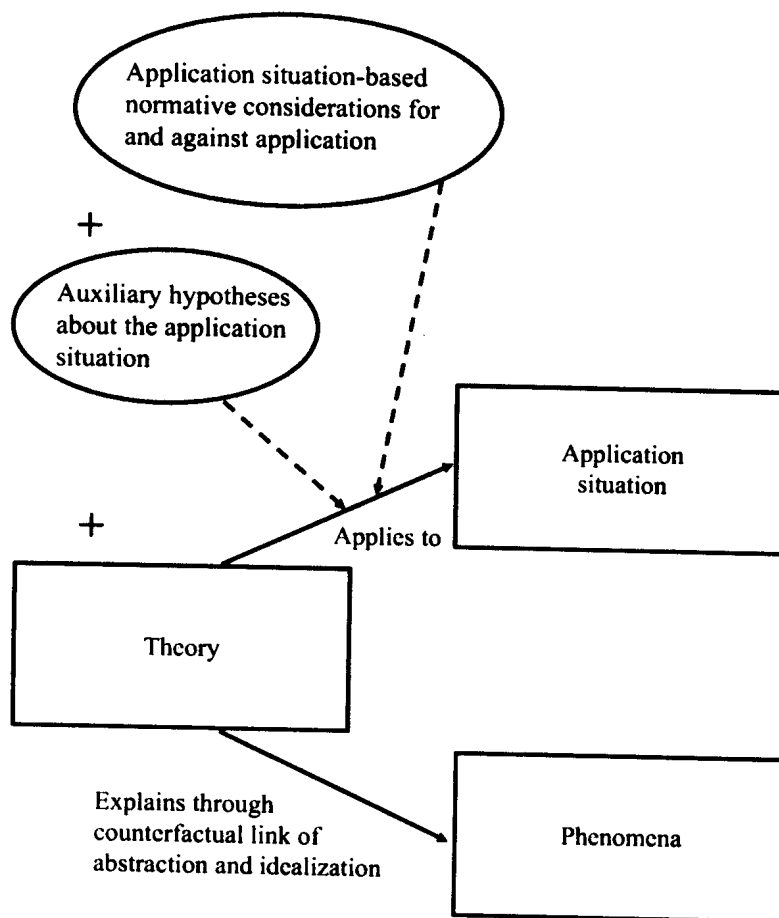 Application situation-based
normative considerations for
and against application
+
Auxiliary hypotheses
about the application
situation
+
Application
situation
Applies to
Theory
Explains through
counterfactual link of
abstraction and idealization
Phenomena